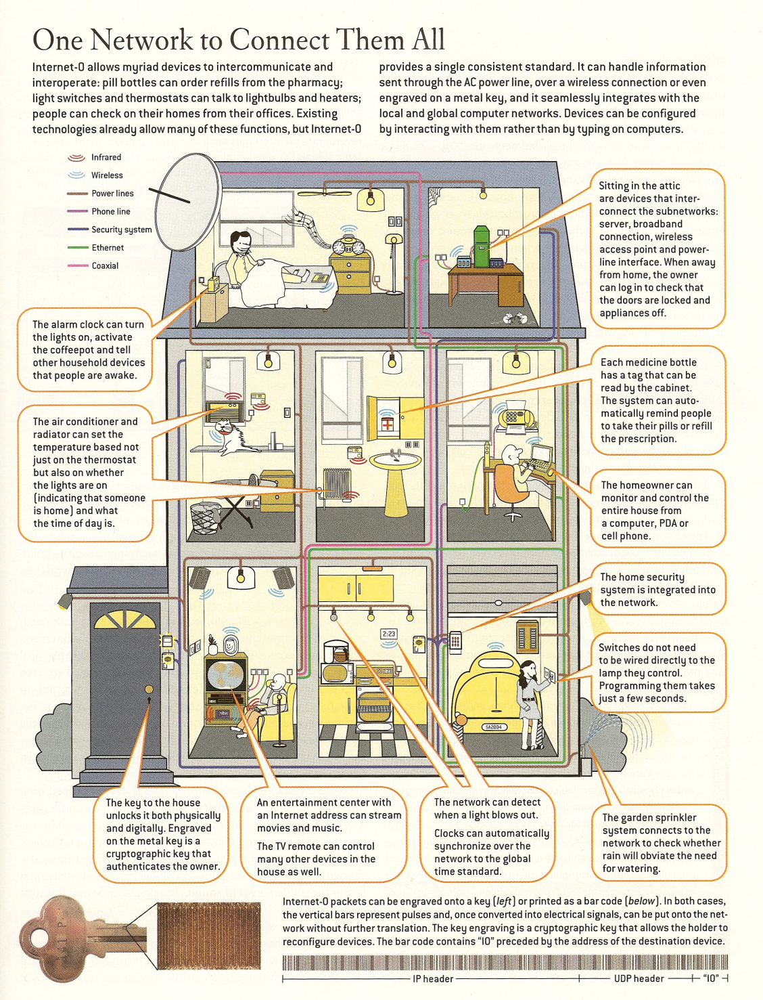 One Network to Connect Them All
Internet-0 allows myriad devices to intercommunicate and
interoperate: pill bottles can order refills from the pharmacy;
light switches and thermostats can talk to lightbulbs and heaters;
people can check on their homes from their offices. Existing
technologies already allow many of these functions, but Internet-0
provides a single consistent standard. It can handle information
sent through the AC power line, over a wireless connection or even
engraved on a metal key, and it seamlessly integrates with the
local and global computer networks. Devices can be configured
by interacting with them rather than by typing on computers.
Infrared
Wireless
Power lines
Phone line
Security system
Ethernet
Coaxial
Sitting in the attic
are devices that inter-
connect the subnetworks:
server, broadband
connection, wireless
access point and power-
line interface. When away
from home, the owner
can log in to check that
the doors are locked and
appliances off.
The alarm clock can turn
the lights on, activate
the coffeepot and tell
other household devices
that people are awake.
Each medicine bottle
has a tag that can be
read by the cabinet.
The system can auto-
matically remind people
to take their pills or refill
the prescription.
The air conditioner and
radiator can set the
temperature based not
just on the thermostat
but also on whether
the lights are on
(indicating that someone
is home) and what
the time of day is.
The homeowner can
monitor and control the
entire house from
a computer, PDA or
cell phone.
The home security
system is integrated into
the network.
2:23
2:23
Switches do not need
to be wired directly to the
lamp they control.
Programming them takes
just a few seconds.
SA2004
The key to the house
unlocks it both physically
and digitally. Engraved
on the metal key is a
cryptographic key that
authenticates the owner.
An entertainment center with
an Internet address can stream
movies and music.
The TV remote can control
many other devices in the
house as well.
The network can detect
when a light blows out.
Clocks can automatically
synchronize over the
network to the global
time standard.
The garden sprinkler
system connects to the
network to check whether
rain will obviate the need
for watering.
Internet-0 packets can be engraved onto a key (left) or printed as a bar code (below). In both cases,
the vertical bars represent pulses and, once converted into electrical signals, can be put onto the net-
work without further translation. The key engraving is a cryptographic key that allows the holder to
reconfigure devices. The bar code contains "IO" preceded by the address of the destination device.
IP header
UDP header
"IO"